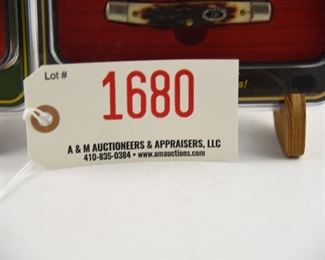 Lot #
1680
A & M AUCTIONEERS & APPRAISERS, LLC
410-835-0384 • www.amauctions.com